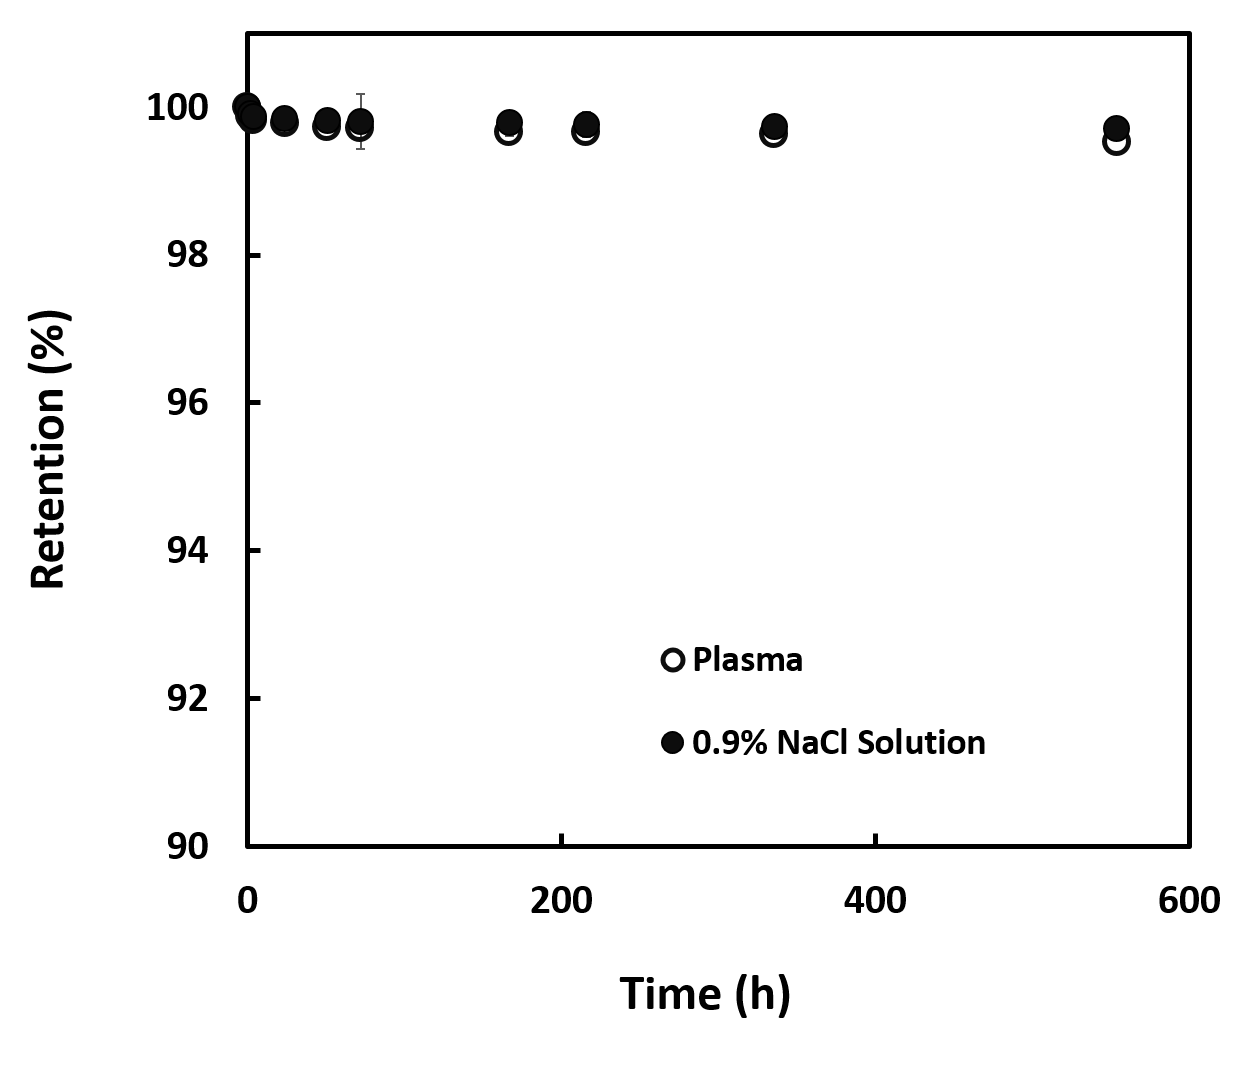 100
98
96
94
92
90
Retention (%)
Plasma
0.9% NaCl Solution
0 200 400 600
Time (h)